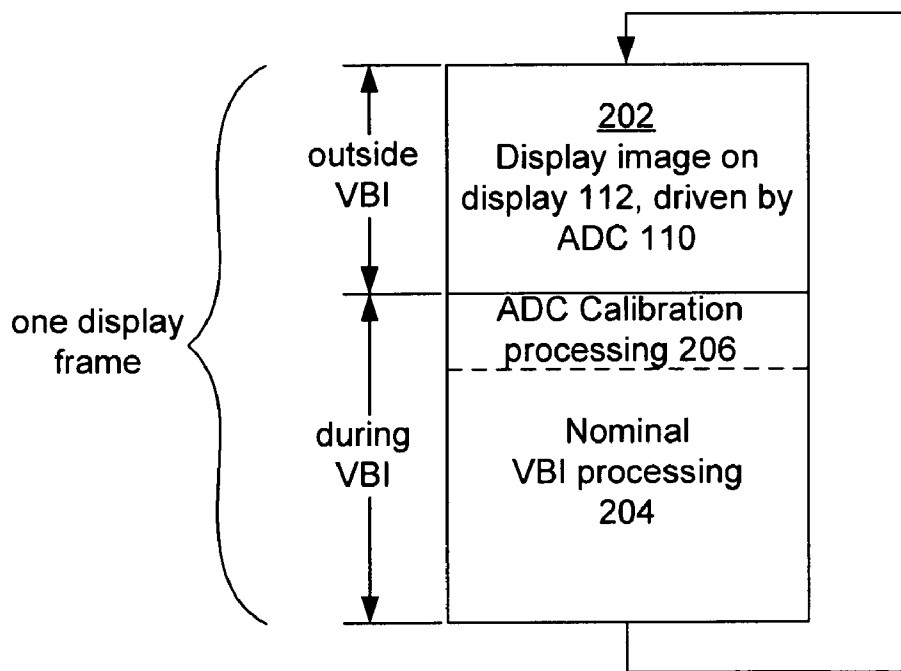 one display
frame
outside
VBI
during
VBI
202
Display image on
display 112, driven by
ADC 110
ADC Calibration
processing 206
Nominal
VBI processing
204